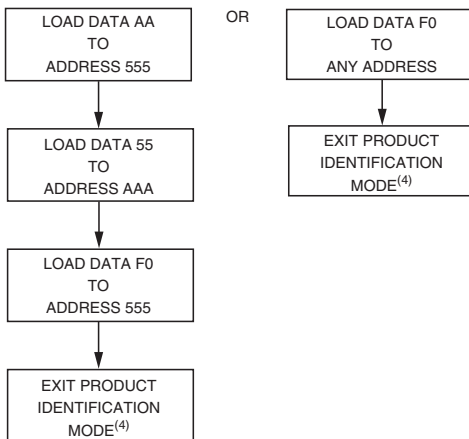 LOAD DATA AA
TO
ADDRESS 555
LOAD DATA 55
TO
ADDRESS AAA
LOAD DATA F0
TO
ADDRESS 555
EXIT PRODUCT
IDENTIFICATION
MODE(4)
OR
LOAD DATA F0
TO
ANY ADDRESS
EXIT PRODUCT
IDENTIFICATION
MODE(4)